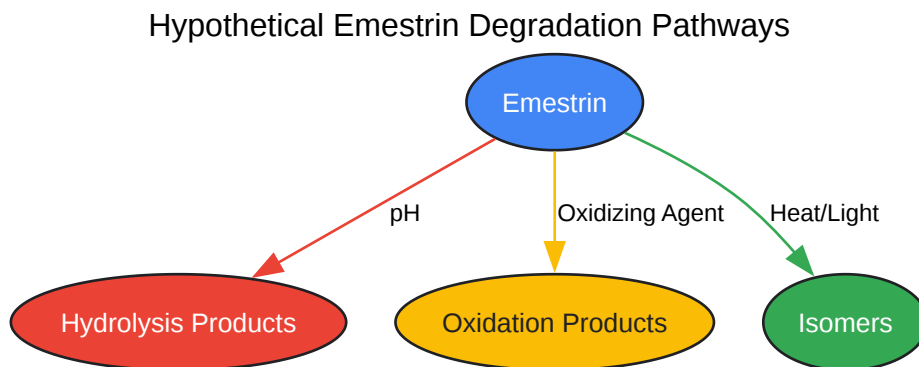 Hypothetical Emestrin Degradation Pathways
Emestrin
pH
Oxidizing Agent
Heat/Light
Hydrolysis Products
Oxidation Products
Isomers